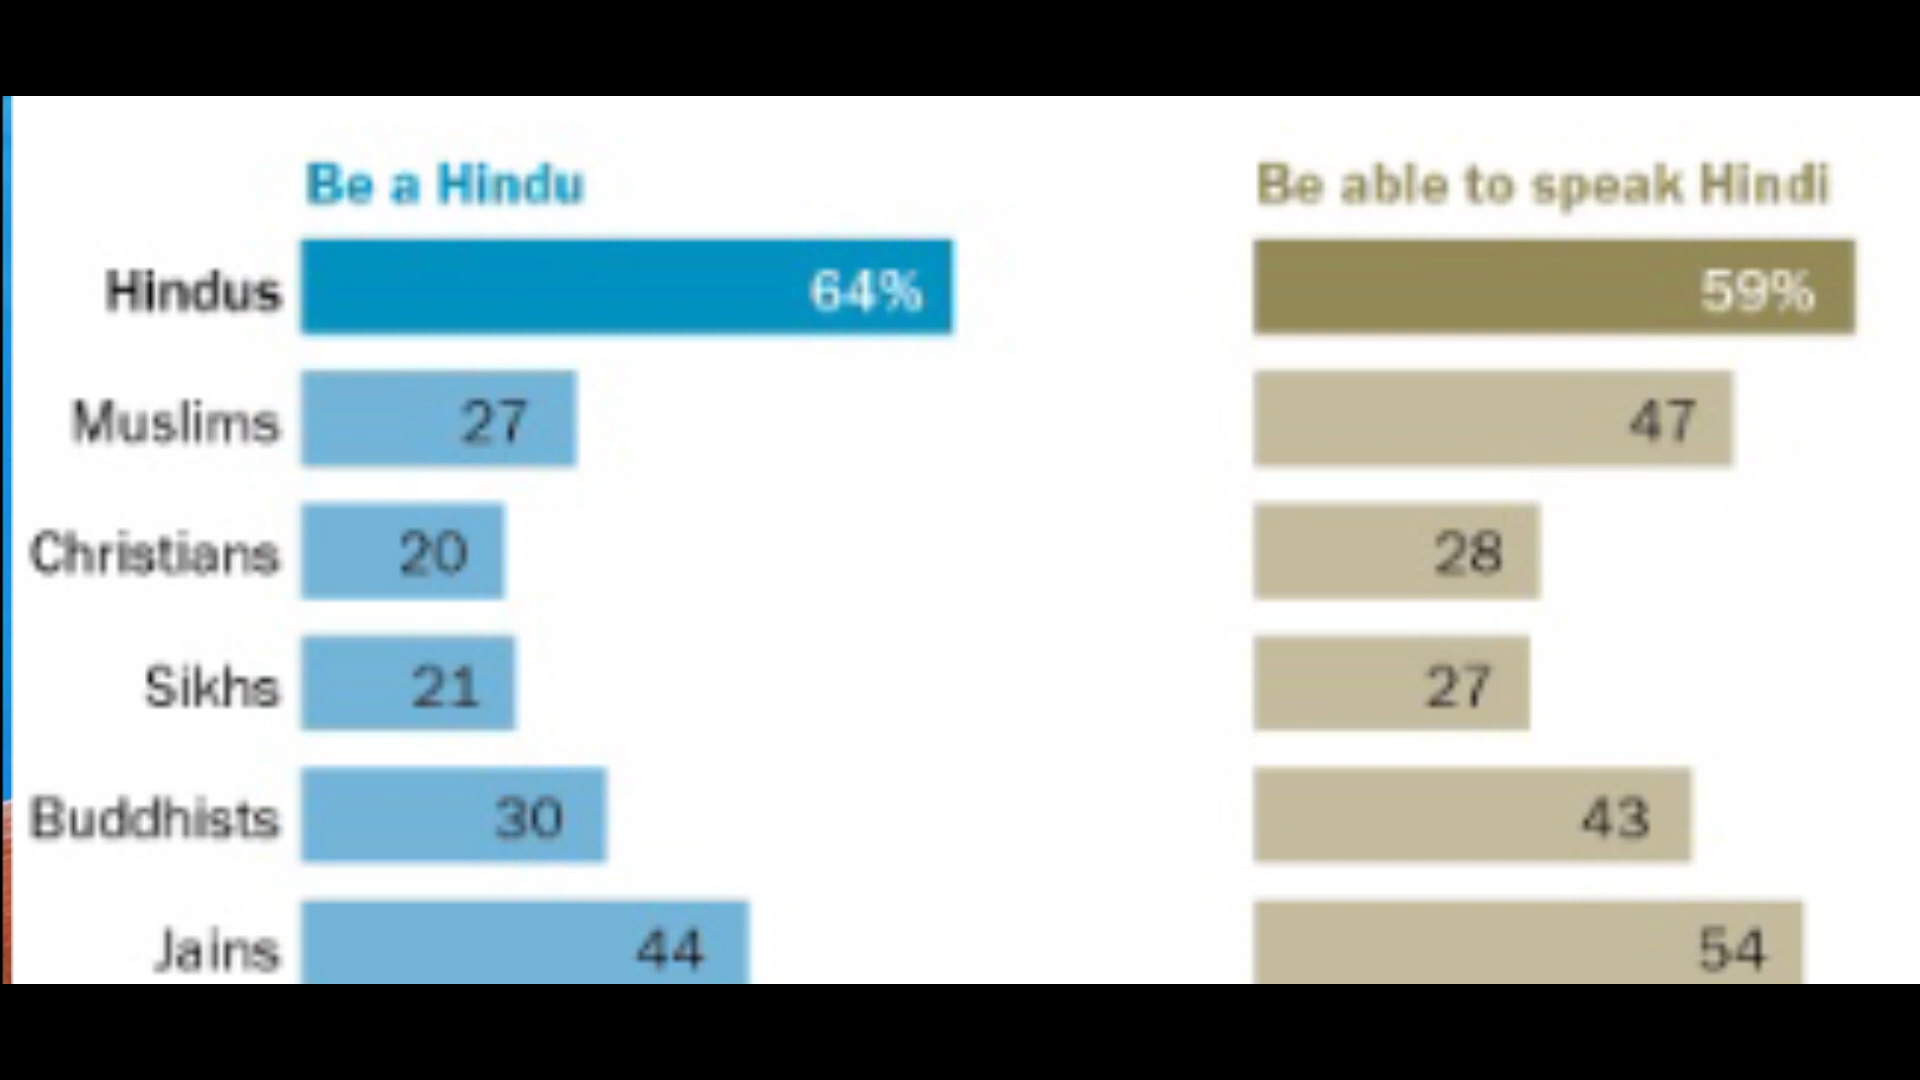 Be a Hindu Be able to speak Hindi
Hindus 64% 59%
Muslims 27 47
Christians 20 28
Sikhs 21 27
Buddhists 30 43
Jains 44 54